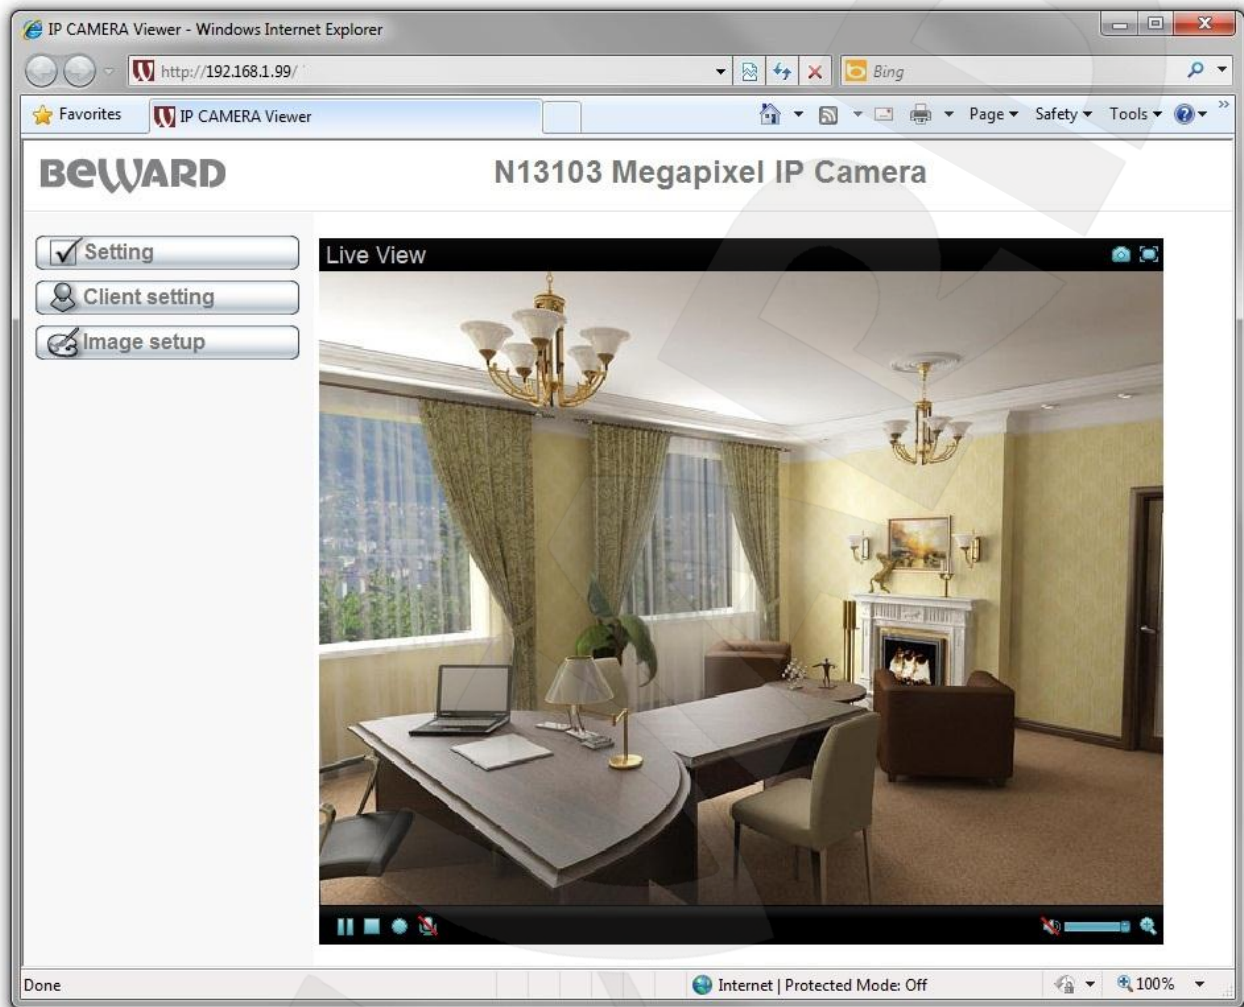 IP CAMERA Viewer - Windows Internet Explorer
http://192.168.1.99/
Bing
Favorites
IP CAMERA Viewer
Page
Safety
Tools
BEWARD
N13103 Megapixel IP Camera
Setting
Client setting
Image setup
Live View
Done
Internet | Protected Mode: Off
100%